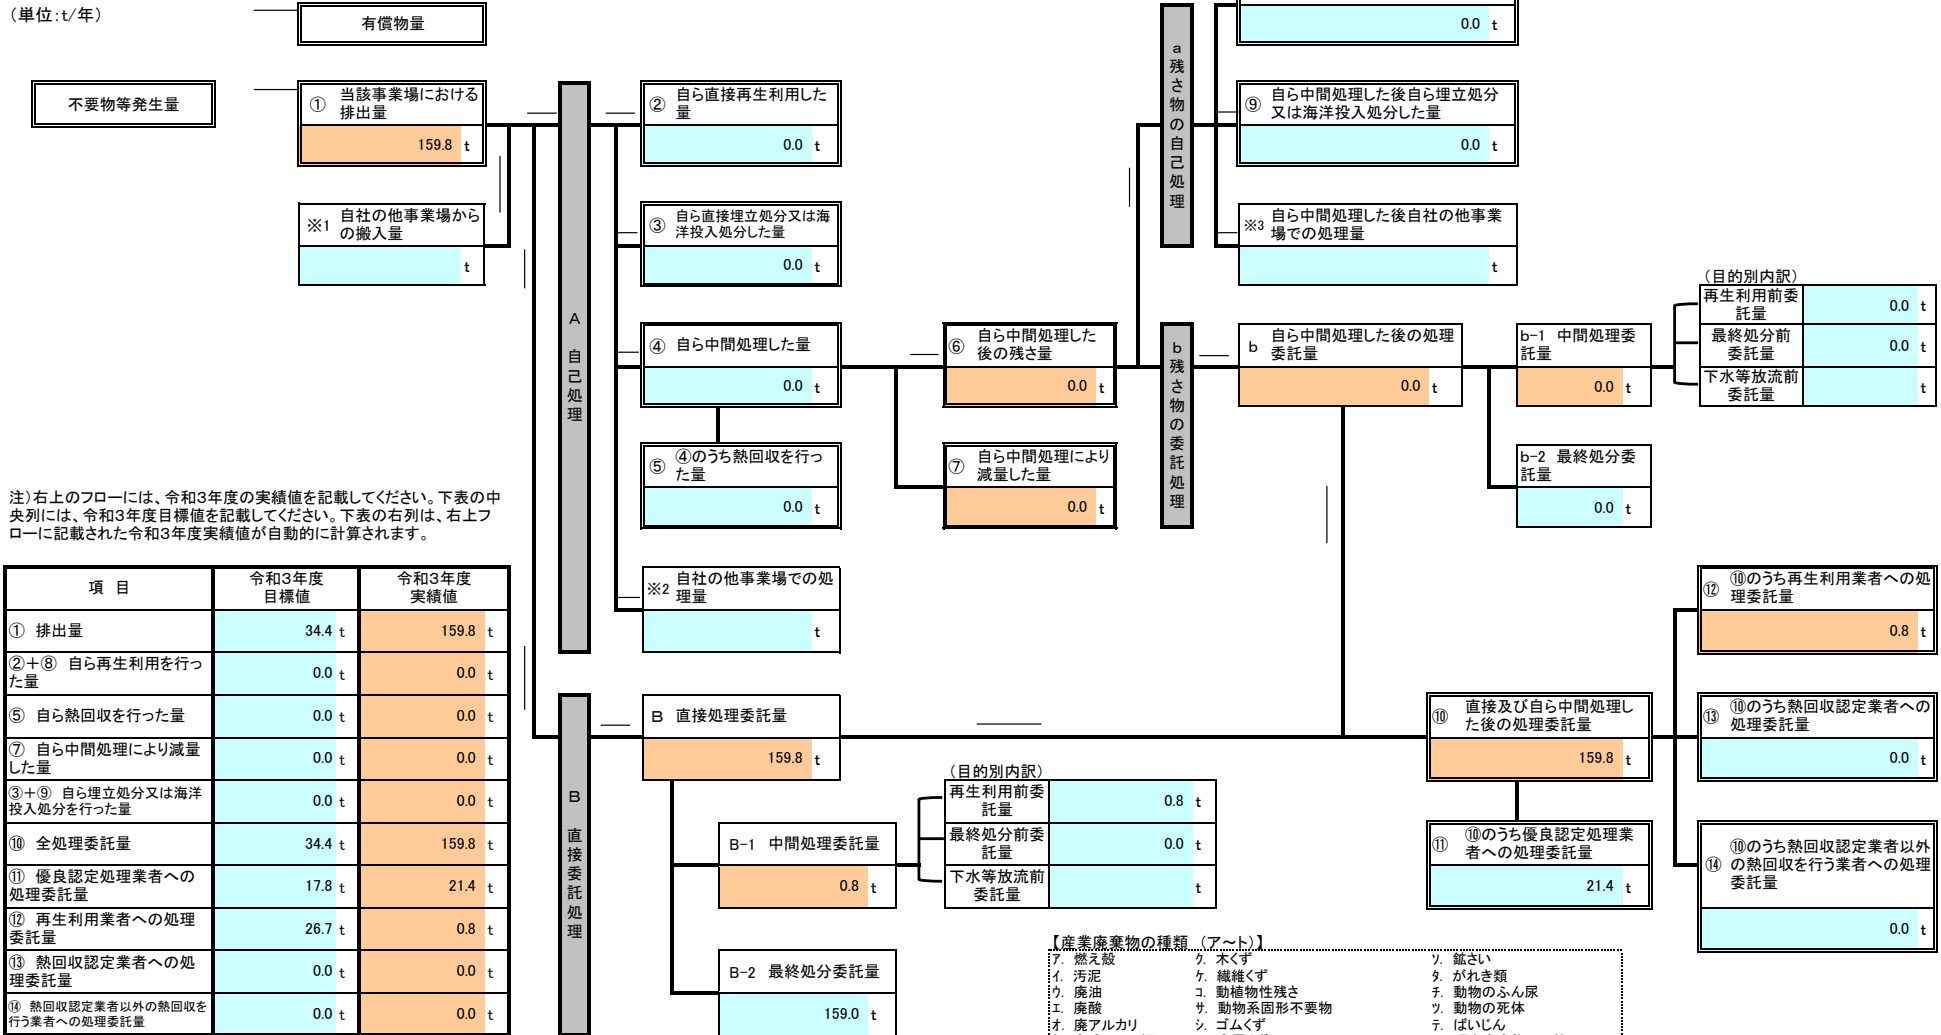 (単位:t/年)
有償物量
不要物等発生量
① 当該事業場における
排出量
159.8 t
※1 自社の他事業場から
の搬入量
t
A
自己処理
② 自ら直接再生利用した
量
0.0 t
③ 自ら直接埋立処分又は海
洋投入処分した量
0.0 t
④ 自ら中間処理した量
0.0 t
⑤ ④のうち熱回収を行っ
た量
0.0 t
※2 自社の他事業場での処
理量
t
⑥ 自ら中間処理した
後の残さ量
0.0 t
⑦ 自ら中間処理により
減量した量
0.0 t
a
残さ物の自己処理
0.0 t
⑨ 自ら中間処理した後自ら埋立処分
又は海洋投入処分した量
0.0 t
※3 自ら中間処理した後自社の他事業
場での処理量
t
b
残さ物の委託処理
b 自ら中間処理した後の処理
委託量
0.0 t
b-1 中間処理委
託量
0.0 t
b-2 最終処分委
託量
0.0 t
(目的別内訳)
再生利用前委
託量
0.0 t
最終処分前
委託量
0.0 t
下水等放流前
委託量
t
注)右上のフローには、令和3年度の実績値を記載してください。下表の中
央列には、令和3年度目標値を記載してください。下表の右列は、右上フ
ローに記載された令和3年度実績値が自動的に計算されます。
項 目
令和3年度
目標値
令和3年度
実績値
① 排出量
34.4 t
159.8 t
②+⑧ 自ら再生利用を行っ
た量
0.0 t
0.0 t
⑤ 自ら熱回収を行った量
0.0 t
0.0 t
⑦ 自ら中間処理により減量
した量
0.0 t
0.0 t
③+⑨ 自ら埋立処分又は海洋
投入処分を行った量
0.0 t
0.0 t
⑩ 全処理委託量
34.4 t
159.8 t
⑪ 優良認定処理業者への
処理委託量
17.8 t
21.4 t
⑫ 再生利用業者への処理
委託量
26.7 t
0.8 t
⑬ 熱回収認定業者への処
理委託量
0.0 t
0.0 t
⑭ 熱回収認定業者以外の熱回収を
行う業者への処理委託量
0.0 t
0.0 t
B
直接委託処理
B 直接処理委託量
159.8 t
B-1 中間処理委託量
0.8 t
B-2 最終処分委託量
159.0 t
(目的別内訳)
再生利用前委
託量
0.8 t
最終処分前委
託量
0.0 t
下水等放流前
委託量
t
⑩ 直接及び自ら中間処理し
た後の処理委託量
159.8 t
⑪ ⑩のうち優良認定処理業
者への処理委託量
21.4 t
⑫ ⑩のうち再生利用業者への処
理委託量
0.8 t
⑬ ⑩のうち熱回収認定業者への
処理委託量
0.0 t
⑭ ⑩のうち熱回収認定業者以外
の熱回収を行う業者への処理
委託量
0.0 t
【産業廃棄物の種類 (ア~ト)】
ア. 燃え殻 ク. 木くず ソ. 鉱さい
イ. 汚泥 ケ. 繊維くず タ. がれき類
ウ. 廃油 コ. 動植物性残さ チ. 動物のふん尿
エ. 廃酸 サ. 動物系固形不要物 ツ. 動物の死体
オ. 廃アルカリ シ. ゴムくず テ. ばいじん